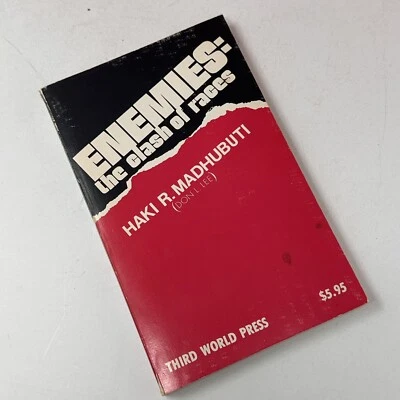 ENEMIES:
the clash of races
HAKI R. MADHUBUTI
(DON L. LEE)
$5.95
THIRD WORLD PRESS